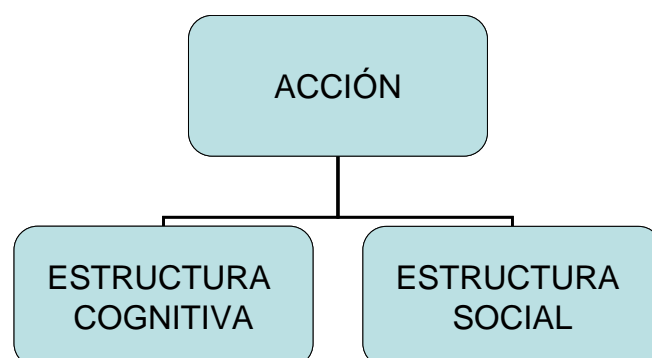 ACCIÓN
ESTRUCTURA
COGNITIVA
ESTRUCTURA
SOCIAL